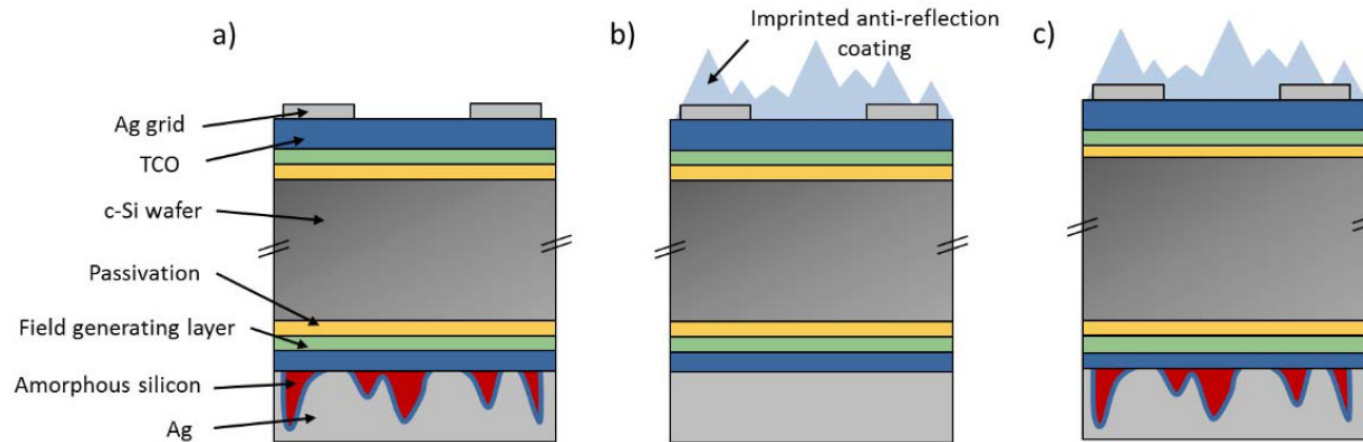 a)
b)
Imprinted anti-reflection
coating
c)
Ag grid
TCO
c-Si wafer
Passivation
Field generating layer
Amorphous silicon
Ag